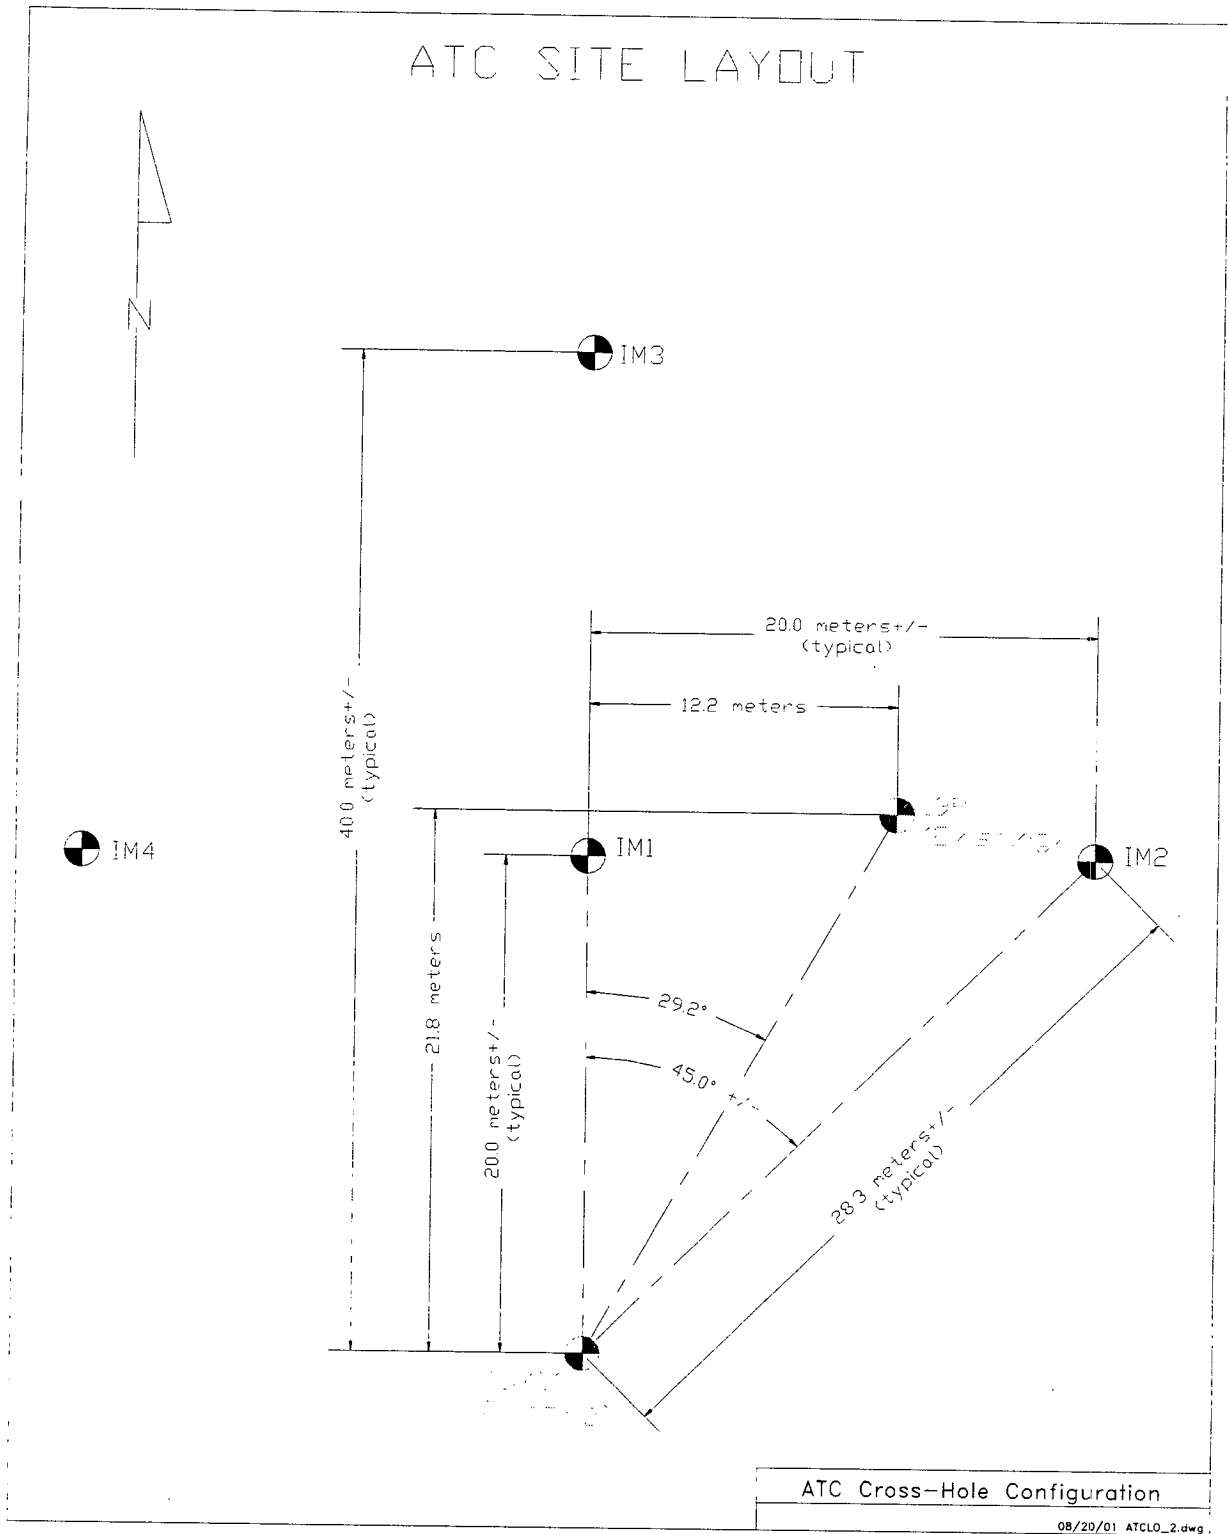 ATC SITE LAYOUT
N
IM3
20.0 meters+/-
(typical)
12.2 meters
40.0 meters+/-
(typical)
IM4
IM1
IM2
21.8 meters
20.0 meters+/-
(typical)
29.2°
45.0° +/-
28.3 meters+/-
(typical)
ATC Cross-Hole Configuration
08/20/01 ATCLO_2.dwg